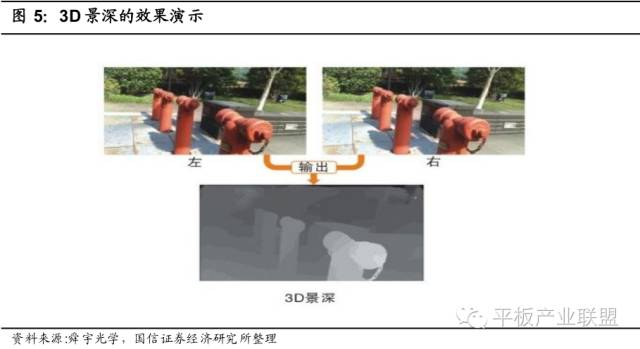 图 5: 3D 景深的效果演示
左
右
输出
3D景深
平板产业联盟
资料来源:舜宇光学，国信证券经济研究所整理